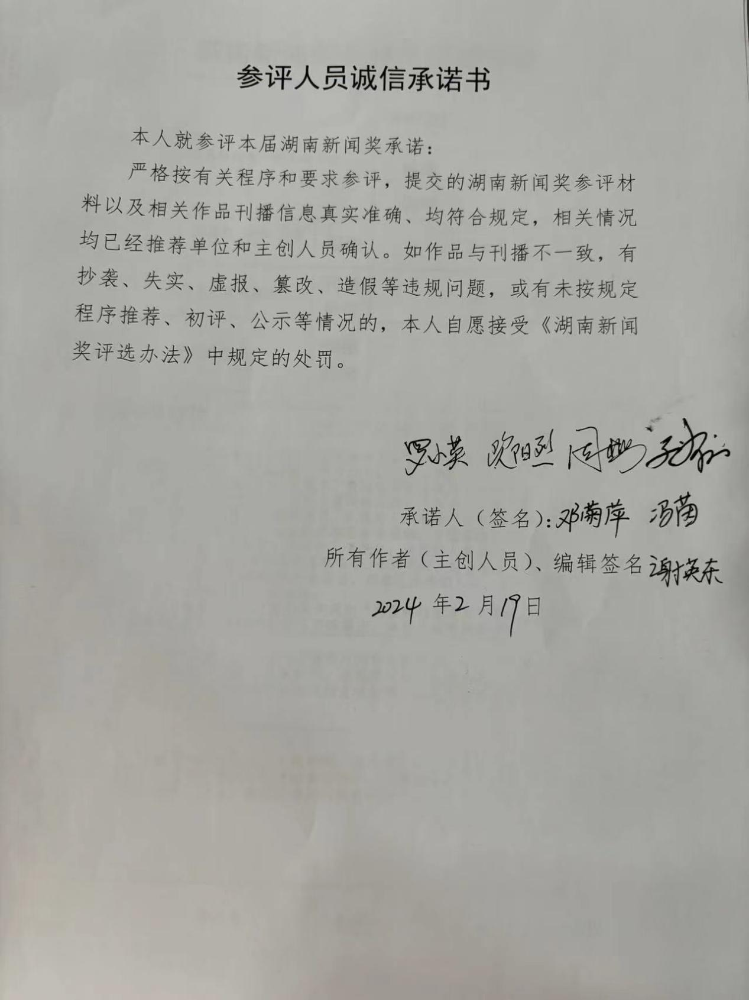 参评人员诚信承诺书
本人就参评本届湖南新闻奖承诺：
严格按有关程序和要求参评，提交的湖南新闻奖参评材
料以及相关作品刊播信息真实准确、均符合规定，相关情况
均已经推荐单位和主创人员确认。如作品与刊播不一致，有
抄袭、失实、虚报、篡改、造假等违规问题，或有未按规定
程序推荐、初评、公示等情况的，本人自愿接受《湖南新闻
奖评选办法》中规定的处罚。
罗小英 欧阳烈 周
承诺人（签名）：邓菊萍 冯茵
所有作者（主创人员）、编辑签名 谢英东
2024 年 2 月 19 日